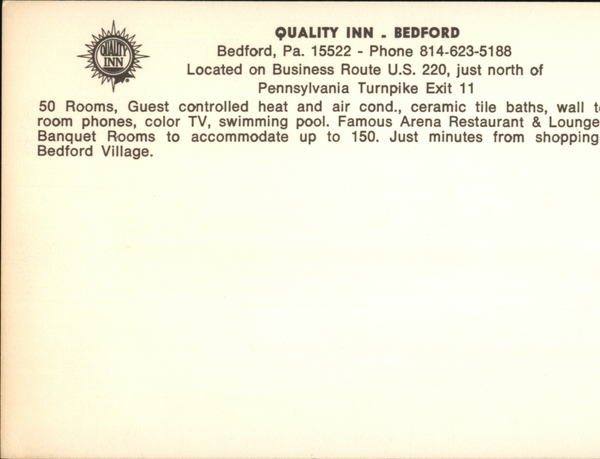 QUALITY INN
QUALITY INN - BEDFORD
Bedford, Pa. 15522 - Phone 814-623-5188
Located on Business Route U.S. 220, just north of
Pennsylvania Turnpike Exit 11
50 Rooms, Guest controlled heat and air cond., ceramic tile baths, wall
room phones, color TV, swimming pool. Famous Arena Restaurant & Lounge
Banquet Rooms to accommodate up to 150. Just minutes from shopping
Bedford Village.